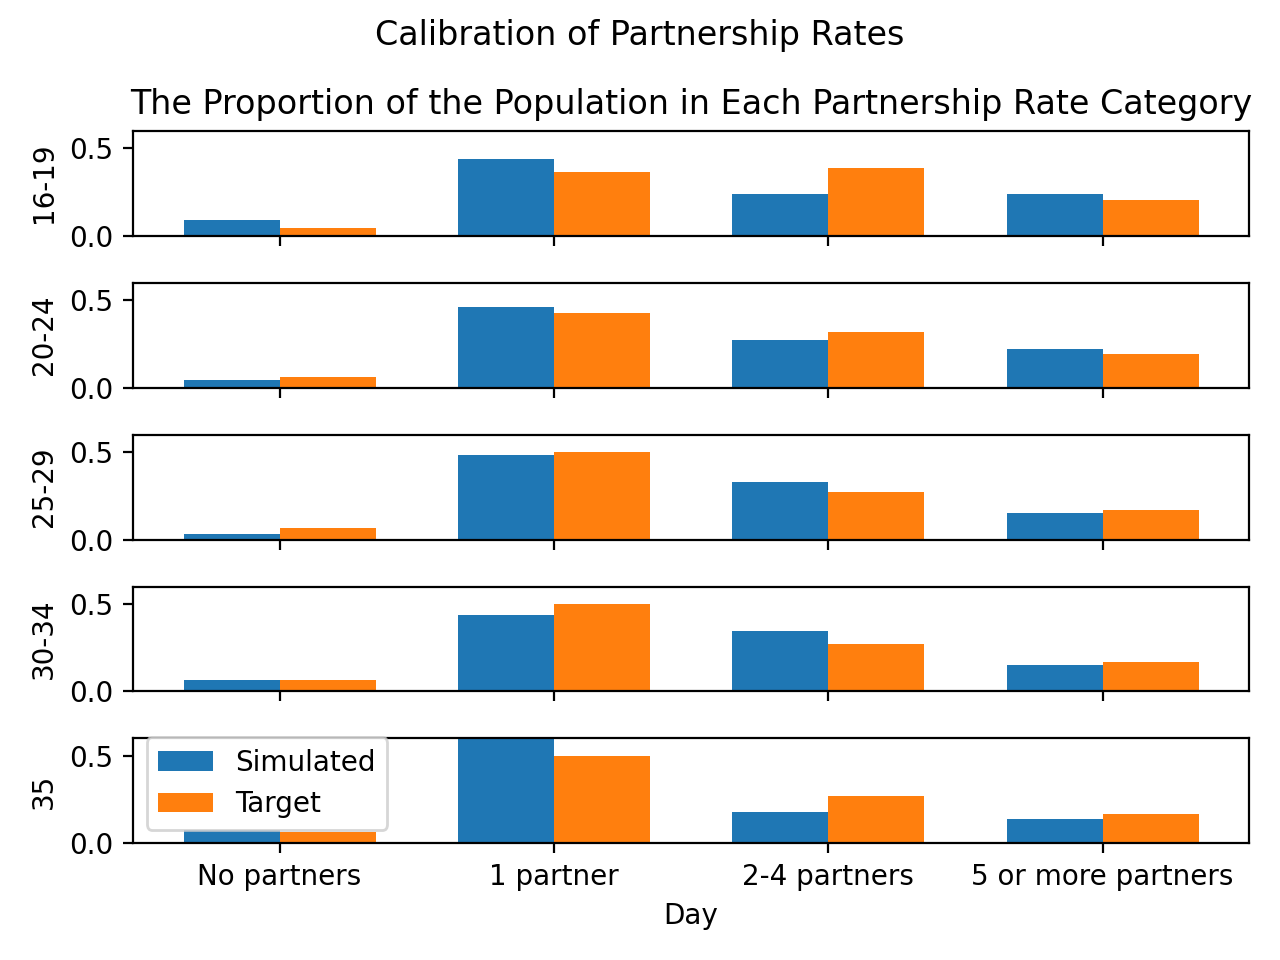 Calibration of Partnership Rates
The Proportion of the Population in Each Partnership Rate Category
0.5
16-19
0.0
0.5
20-24
0.0
0.5
25-29
0.0
0.5
30-34
0.0
0.5
35
0.0
Simulated
Target
No partners 1 partner 2-4 partners 5 or more partners
Day